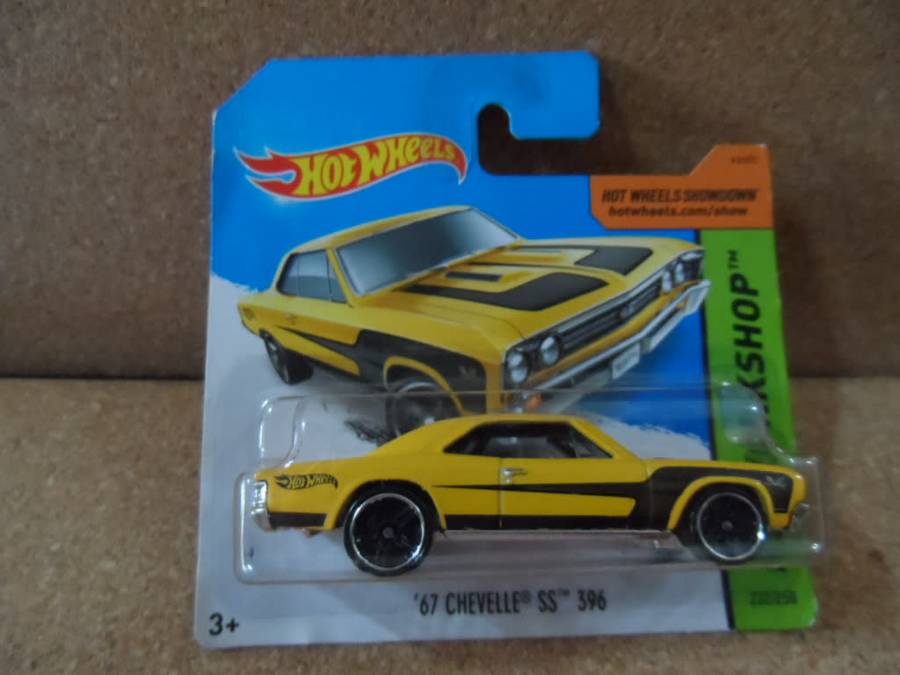 HOT WHEELS
HOT WHEELS SHOWDOWN
hotwheels.com/show
KSHOP™
HOT WHEELS
'67 CHEVELLE® SS™ 396
3+